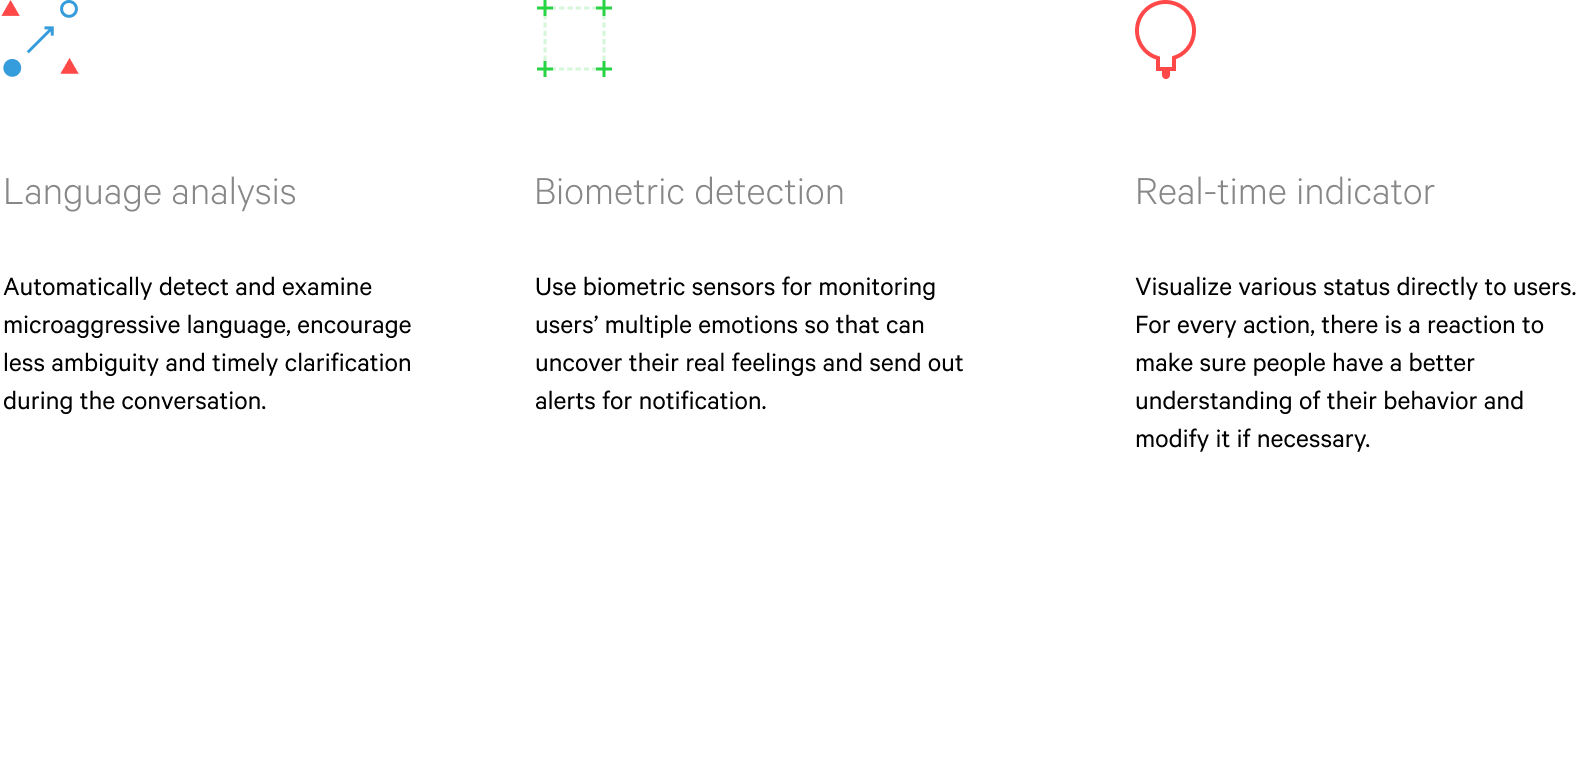 Language analysis
Automatically detect and examine
microaggressive language, encourage
less ambiguity and timely clarification
during the conversation.
Biometric detection
Use biometric sensors for monitoring
users’ multiple emotions so that can
uncover their real feelings and send out
alerts for notification.
Real-time indicator
Visualize various status directly to users.
For every action, there is a reaction to
make sure people have a better
understanding of their behavior and
modify it if necessary.